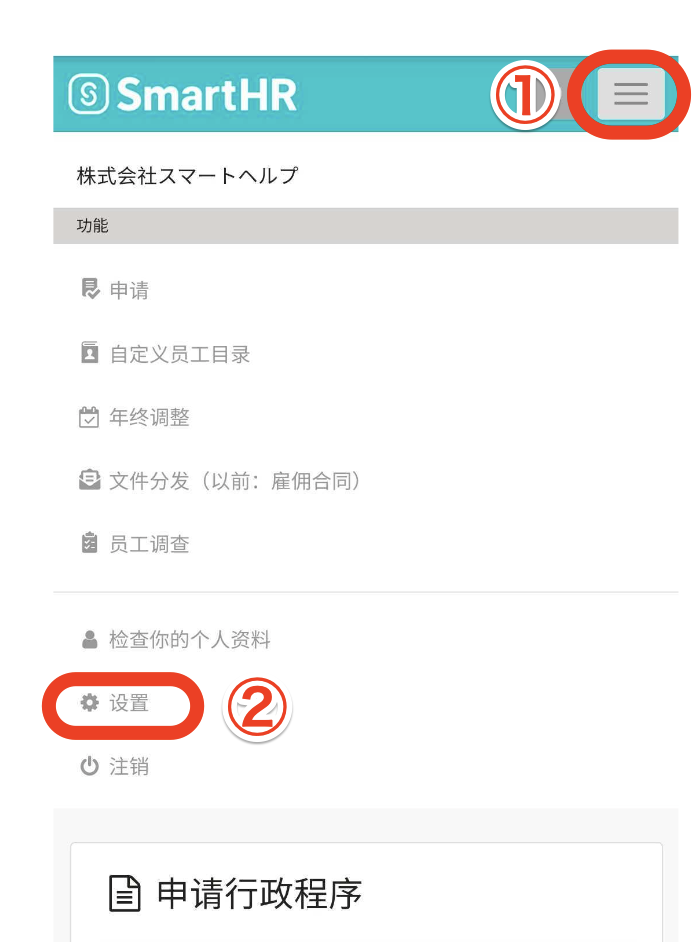 SmartHR ①
株式会社スマートヘルプ
功能
申请
自定义员工目录
年终调整
文件分发（以前：雇佣合同）
员工调查
检查你的个人资料
设置 ②
注销
申请行政程序